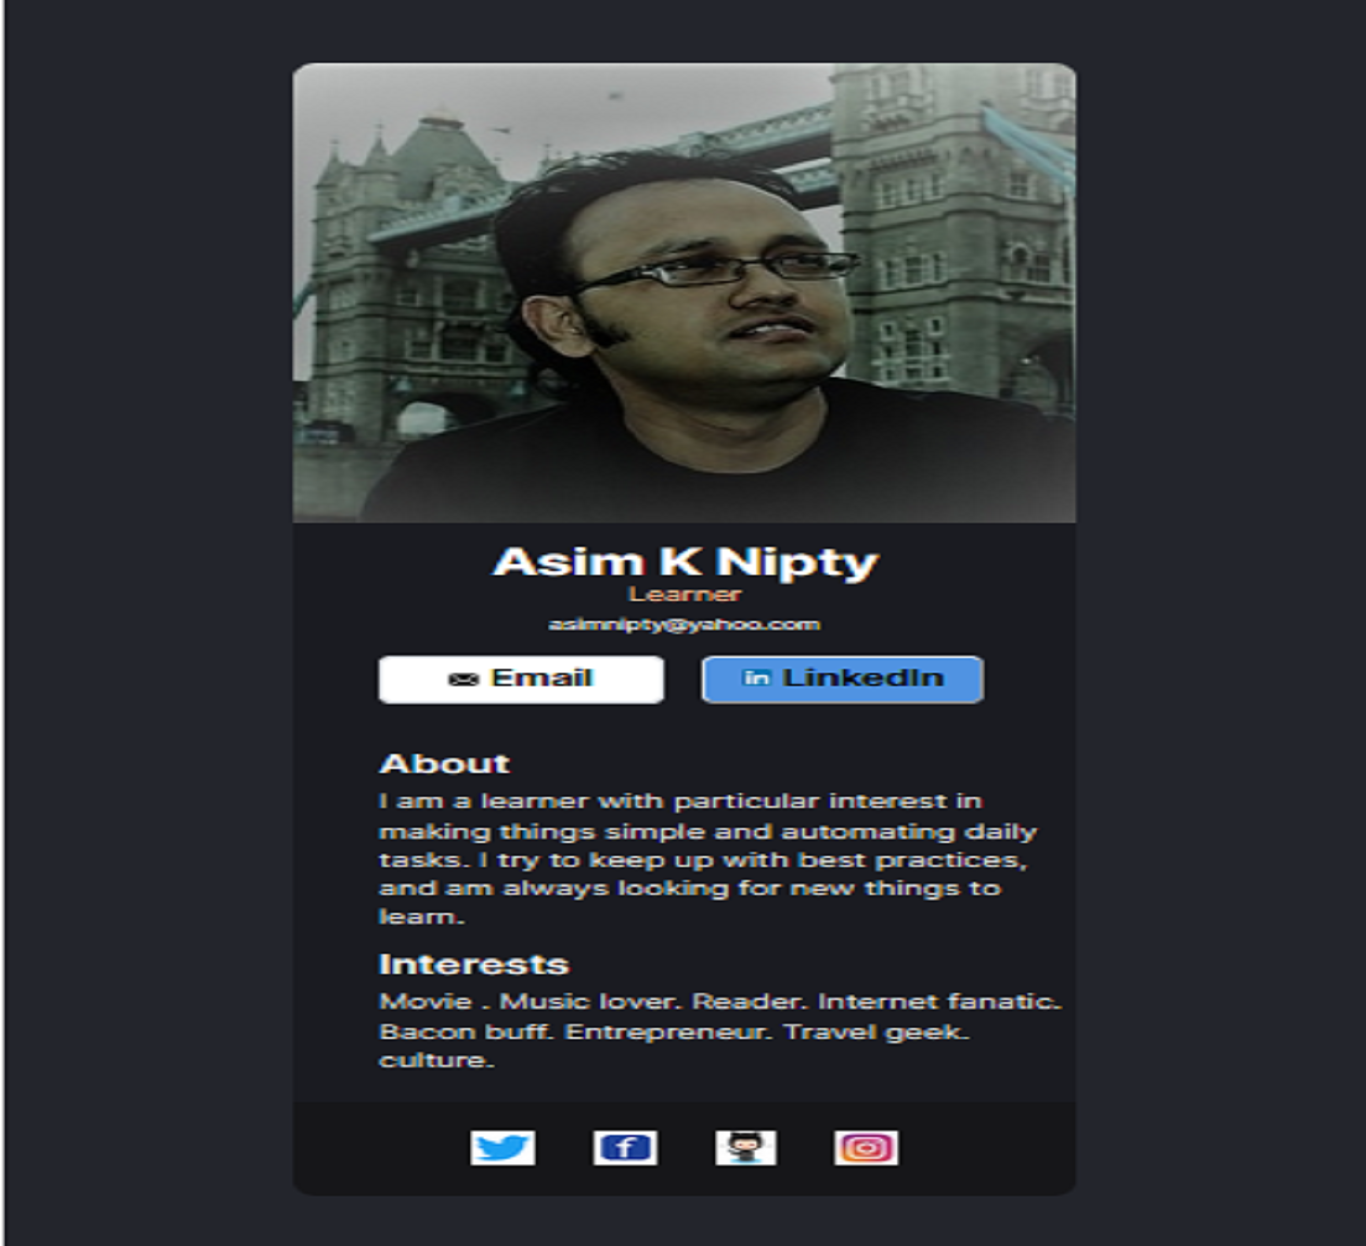 Asim K Nipty
Learner
asimnipty@yahoo.com
Email
LinkedIn
About
I am a learner with particular interest in
making things simple and automating daily
tasks. I try to keep up with best practices,
and am always looking for new things to
learn.
Interests
Movie . Music lover. Reader. Internet fanatic.
Bacon buff. Entrepreneur. Travel geek.
culture.